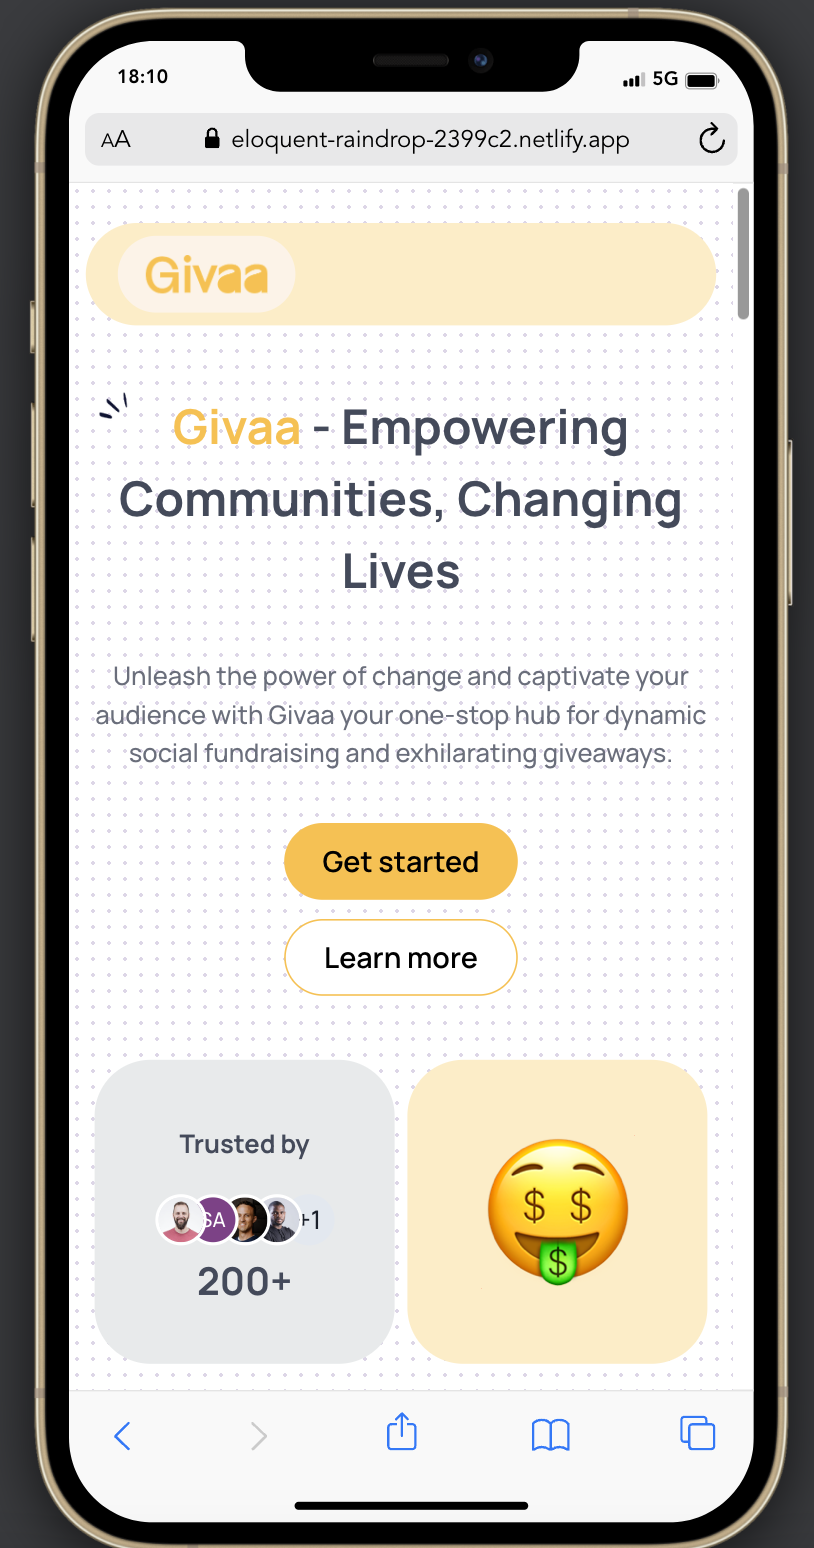 18:10
5G
AA
eloquent-raindrop-2399c2.netlify.app
Givaa
Givaa - Empowering
Communities, Changing
Lives
Unleash the power of change and captivate your
audience with Givaa your one-stop hub for dynamic
social fundraising and exhilarating giveaways.
Get started
Learn more
Trusted by
SA
+1
200+
$ $
$